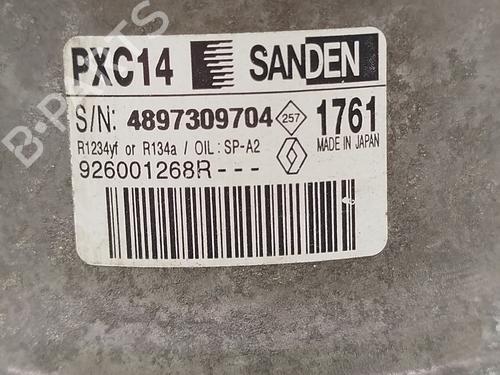 PXC14 SANDEN
S/N: 4897309704 257 1761
MADE IN JAPAN
R1234yf or R134a / OIL: SP-A2
926001268R---
B-PARTS